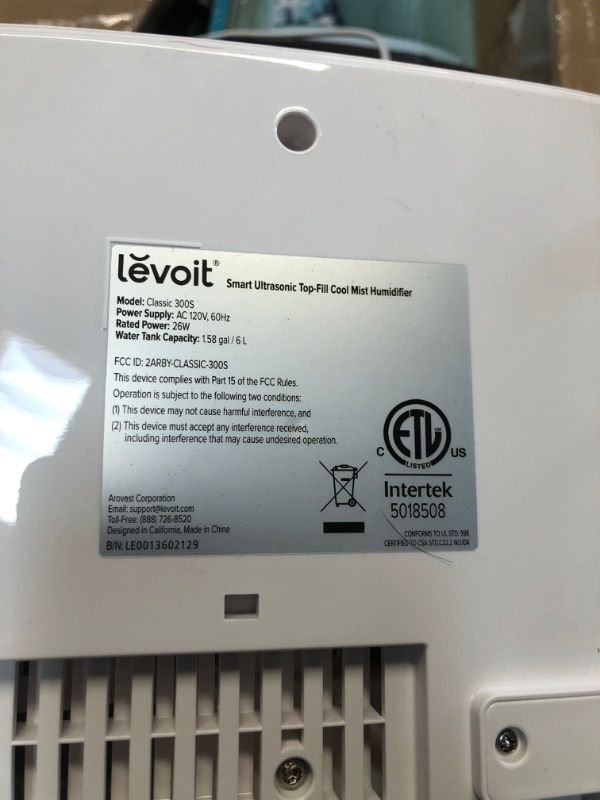 lěvoit®
Smart Ultrasonic Top-Fill Cool Mist Humidifier
Model: Classic 300S
Power Supply: AC 120V, 60Hz
Rated Power: 26W
Water Tank Capacity: 1.58 gal / 6 L
FCC ID: 2ARBY-CLASSIC-300S
This device complies with Part 15 of the FCC Rules.
Operation is subject to the following two conditions:
(1) This device may not cause harmful interference, and
(2) This device must accept any interference received,
including interference that may cause undesired operation.
Arovast Corporation
Email: support@levoit.com
Toll-Free: (888) 726-8520
Designed in California, Made in China
B/N: LE0013602129
ETL CM
C US
LISTED
Intertek
5018508
CONFORMS TO UL STD. 998
CERTIFIED TO CSA STD.C22.2 NO.104